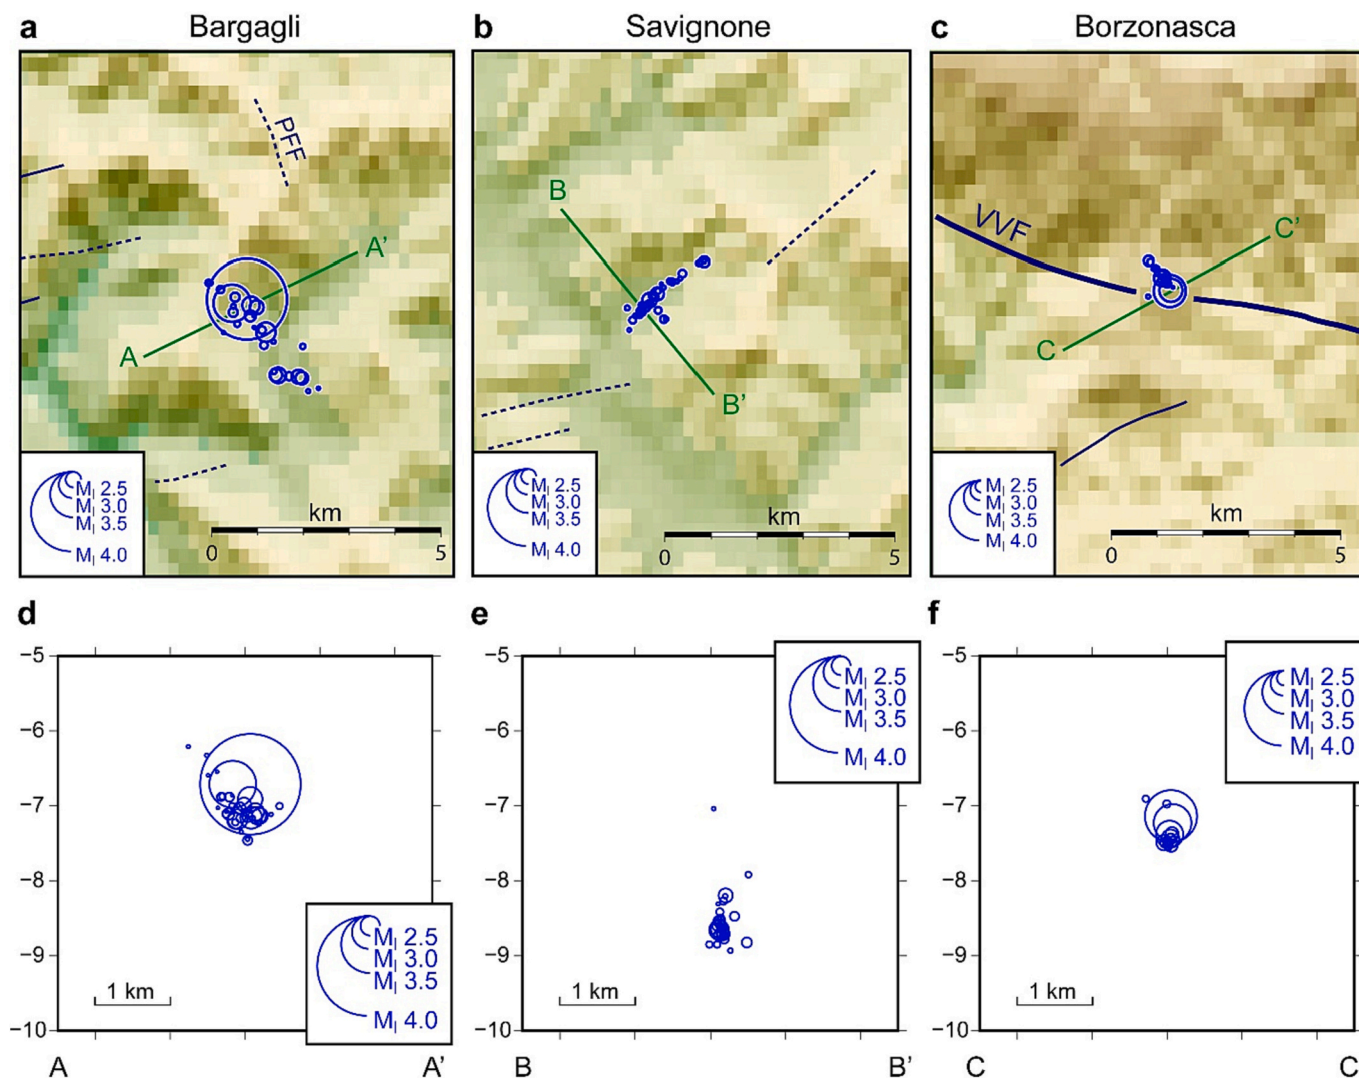 a Bargagli
b Savignone
c Borzonasca
PFF
A'
A
Ml 2.5
Ml 3.0
Ml 3.5
Ml 4.0
km
0 5
B
B'
Ml 2.5
Ml 3.0
Ml 3.5
Ml 4.0
km
0 5
VVF
C'
C
Ml 2.5
Ml 3.0
Ml 3.5
Ml 4.0
km
0 5
d
−5
−6
−7
−8
−9
−10
Ml 2.5
Ml 3.0
Ml 3.5
Ml 4.0
1 km
A A'
e
−5
−6
−7
−8
−9
−10
Ml 2.5
Ml 3.0
Ml 3.5
Ml 4.0
1 km
B B'
f
−5
−6
−7
−8
−9
−10
Ml 2.5
Ml 3.0
Ml 3.5
Ml 4.0
1 km
C C